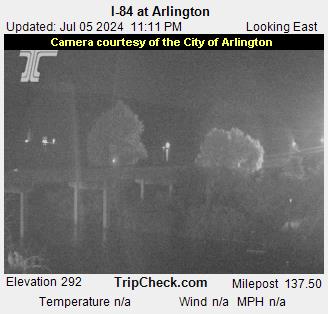 I-84 at Arlington
Updated: Jul 05 2024 11:11 PM Looking East
Camera courtesy of the City of Arlington
Elevation 292 TripCheck.com Milepost 137.50
Temperature n/a Wind n/a MPH n/a